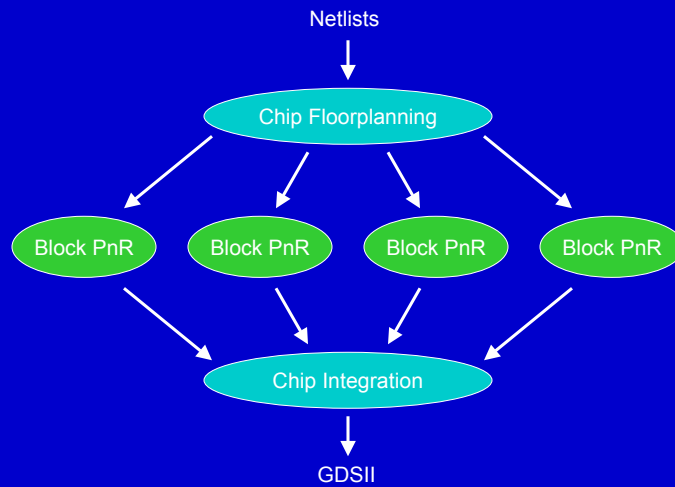 Netlists
Chip Floorplanning
Block PnR
Block PnR
Block PnR
Block PnR
Chip Integration
GDSII